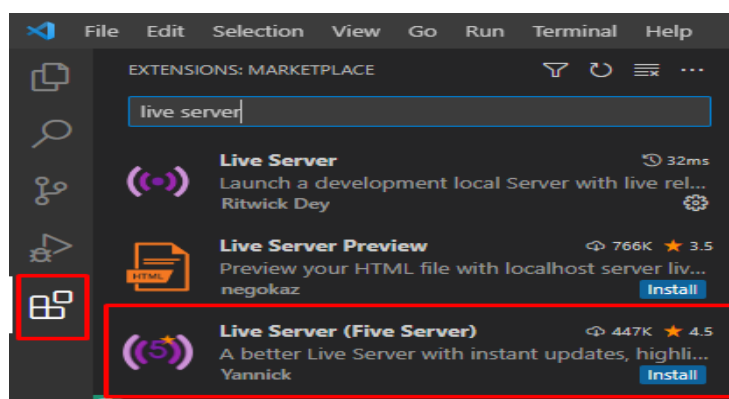 File Edit Selection View Go Run Terminal Help
EXTENSIONS: MARKETPLACE
live server
Live Server 32ms
Launch a development local Server with live rel...
Ritwick Dey
Live Server Preview 766K ★ 3.5
Preview your HTML file with localhost server liv...
HTML
negokaz Install
Live Server (Five Server) 447K ★ 4.5
A better Live Server with instant updates, highli...
5
Yannick Install